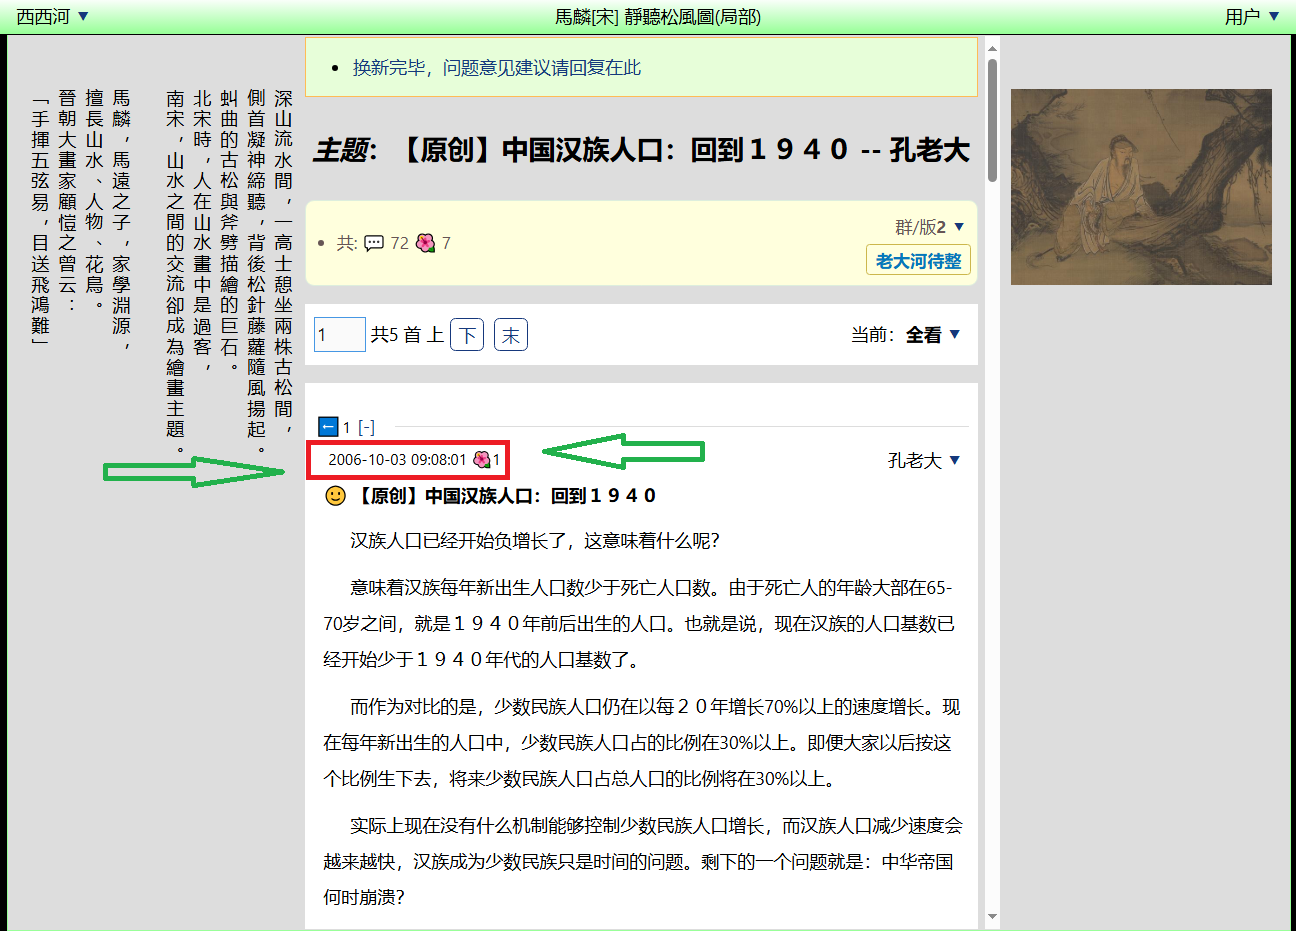 西西河 ▼
馬麟[宋] 靜聽松風圖(局部)
用户 ▼
深山流水間，一高士憩坐兩株古松間，
側首凝神締聽，背後松針藤蘿隨風揚起。
虯曲的古松與斧劈描繪的巨石。
北宋時，人在山水畫中是過客，
南宋，山水之間的交流卻成為繪畫主題。
馬麟，馬遠之子，家學淵源，
擅長山水、人物、花鳥。
晉朝大畫家顧愷之曾云：
「手揮五弦易，目送飛鴻難」
换新完毕，问题意见建议请回复在此
主题：【原创】中国汉族人口：回到１９４０ -- 孔老大
共: 💬 72 🌺 7
群/版2 ▼
老大河待整
1 共5 首 上 下 末
当前：全看 ▼
← 1 [-]
2006-10-03 09:08:01 🌺1
孔老大 ▼
【原创】中国汉族人口：回到１９４０
汉族人口已经开始负增长了，这意味着什么呢？
意味着汉族每年新出生人口数少于死亡人口数。由于死亡人的年龄大部在65-
70岁之间，就是１９４０年前后出生的人口。也就是说，现在汉族的人口基数已
经开始少于１９４０年代的人口基数了。
而作为对比的是，少数民族人口仍在以每２０年增长70%以上的速度增长。现
在每年新出生的人口中，少数民族人口占的比例在30%以上。即便大家以后按这
个比例生下去，将来少数民族人口占总人口的比例将在30%以上。
实际上现在没有什么机制能够控制少数民族人口增长，而汉族人口减少速度会
越来越快，汉族成为少数民族只是时间的问题。剩下的一个问题就是：中华帝国
何时崩溃？